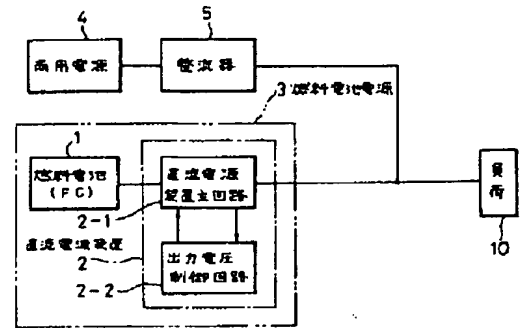 4
5
商用電源
整流器
3燃料電池電源
1
燃料電池
(FC)
直流電源
装置主回路
2-1
直流電源装置
2
出力電圧
制御回路
2-2
負荷
10